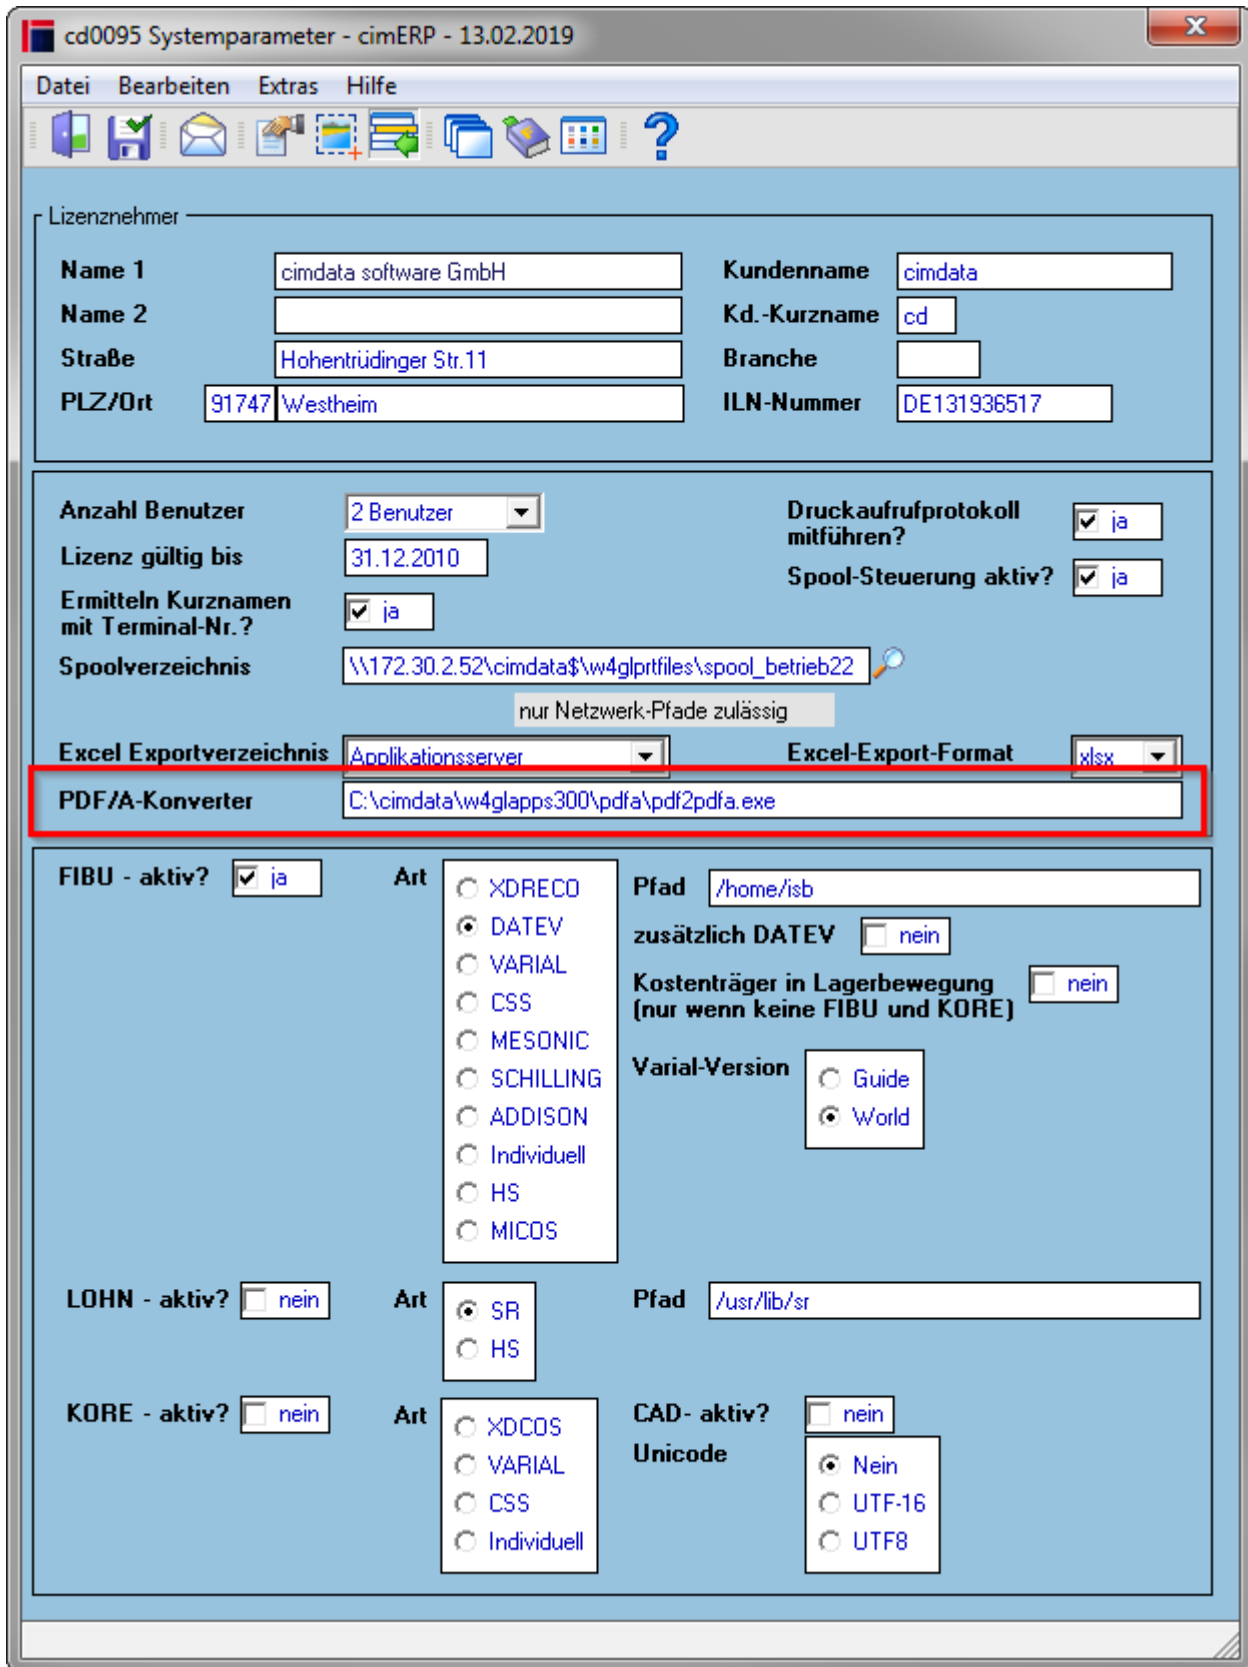 cd0095 Systemparameter - cimERP - 13.02.2019
Datei Bearbeiten Extras Hilfe
Lizenznehmer
Name 1 cimdata software GmbH Kundenname cimdata
Name 2 Kd.-Kurzname cd
Straße Hohentrüdinger Str.11 Branche
PLZ/Ort 91747 Westheim ILN-Nummer DE131936517
Anzahl Benutzer 2 Benutzer Druckaufrufprotokoll
mitführen? ja
Lizenz gültig bis 31.12.2010
Spool-Steuerung aktiv? ja
Ermitteln Kurznamen
mit Terminal-Nr.? ja
Spoolverzeichnis \\172.30.2.52\cimdata$\w4glprtfiles\spool_betrieb22
nur Netzwerk-Pfade zulässig
Excel Exportverzeichnis Applikationsserver Excel-Export-Format xlsx
PDF/A-Konverter C:\cimdata\w4glapps300\pdfa\pdf2pdfa.exe
FIBU - aktiv? ja Art XDRECO Pfad /home/isb
DATEV zusätzlich DATEV nein
VARIAL Kostenträger in Lagerbewegung nein
CSS (nur wenn keine FIBU und KORE)
MESONIC
SCHILLING Varial-Version Guide
ADDISON World
Individuell
HS
MICOS
LOHN - aktiv? nein Art SR Pfad /usr/lib/sr
HS
KORE - aktiv? nein Art XDCOS CAD- aktiv? nein
VARIAL Unicode Nein
CSS UTF-16
Individuell UTF8